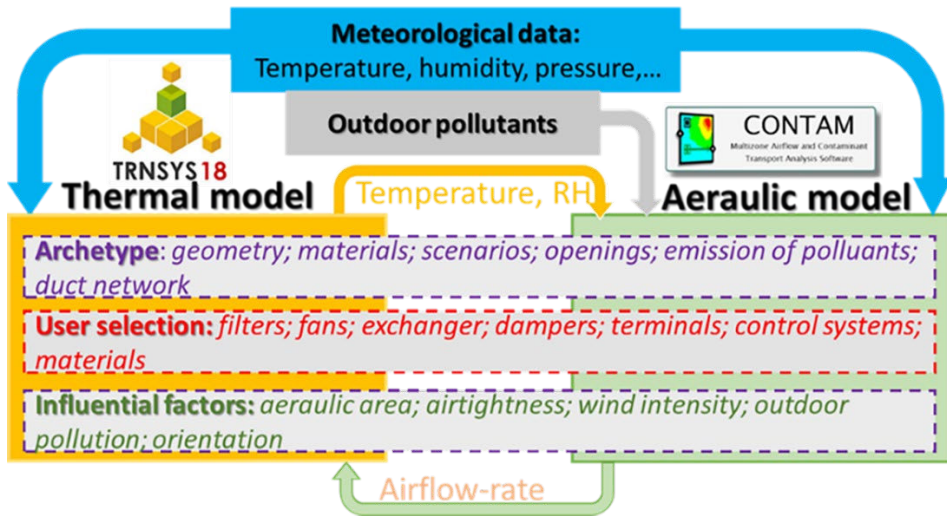 Meteorological data:
Temperature, humidity, pressure,...
Outdoor pollutants
TRNSYS18
CONTAM
Multizone Airflow and Contaminant
Transport Analysis Software
Thermal model
Temperature, RH
Aeraulic model
Archetype: geometry; materials; scenarios; openings; emission of polluants;
duct network
User selection: filters; fans; exchanger; dampers; terminals; control systems;
materials
Influential factors: aeraulic area; airtightness; wind intensity; outdoor
pollution; orientation
Airflow-rate